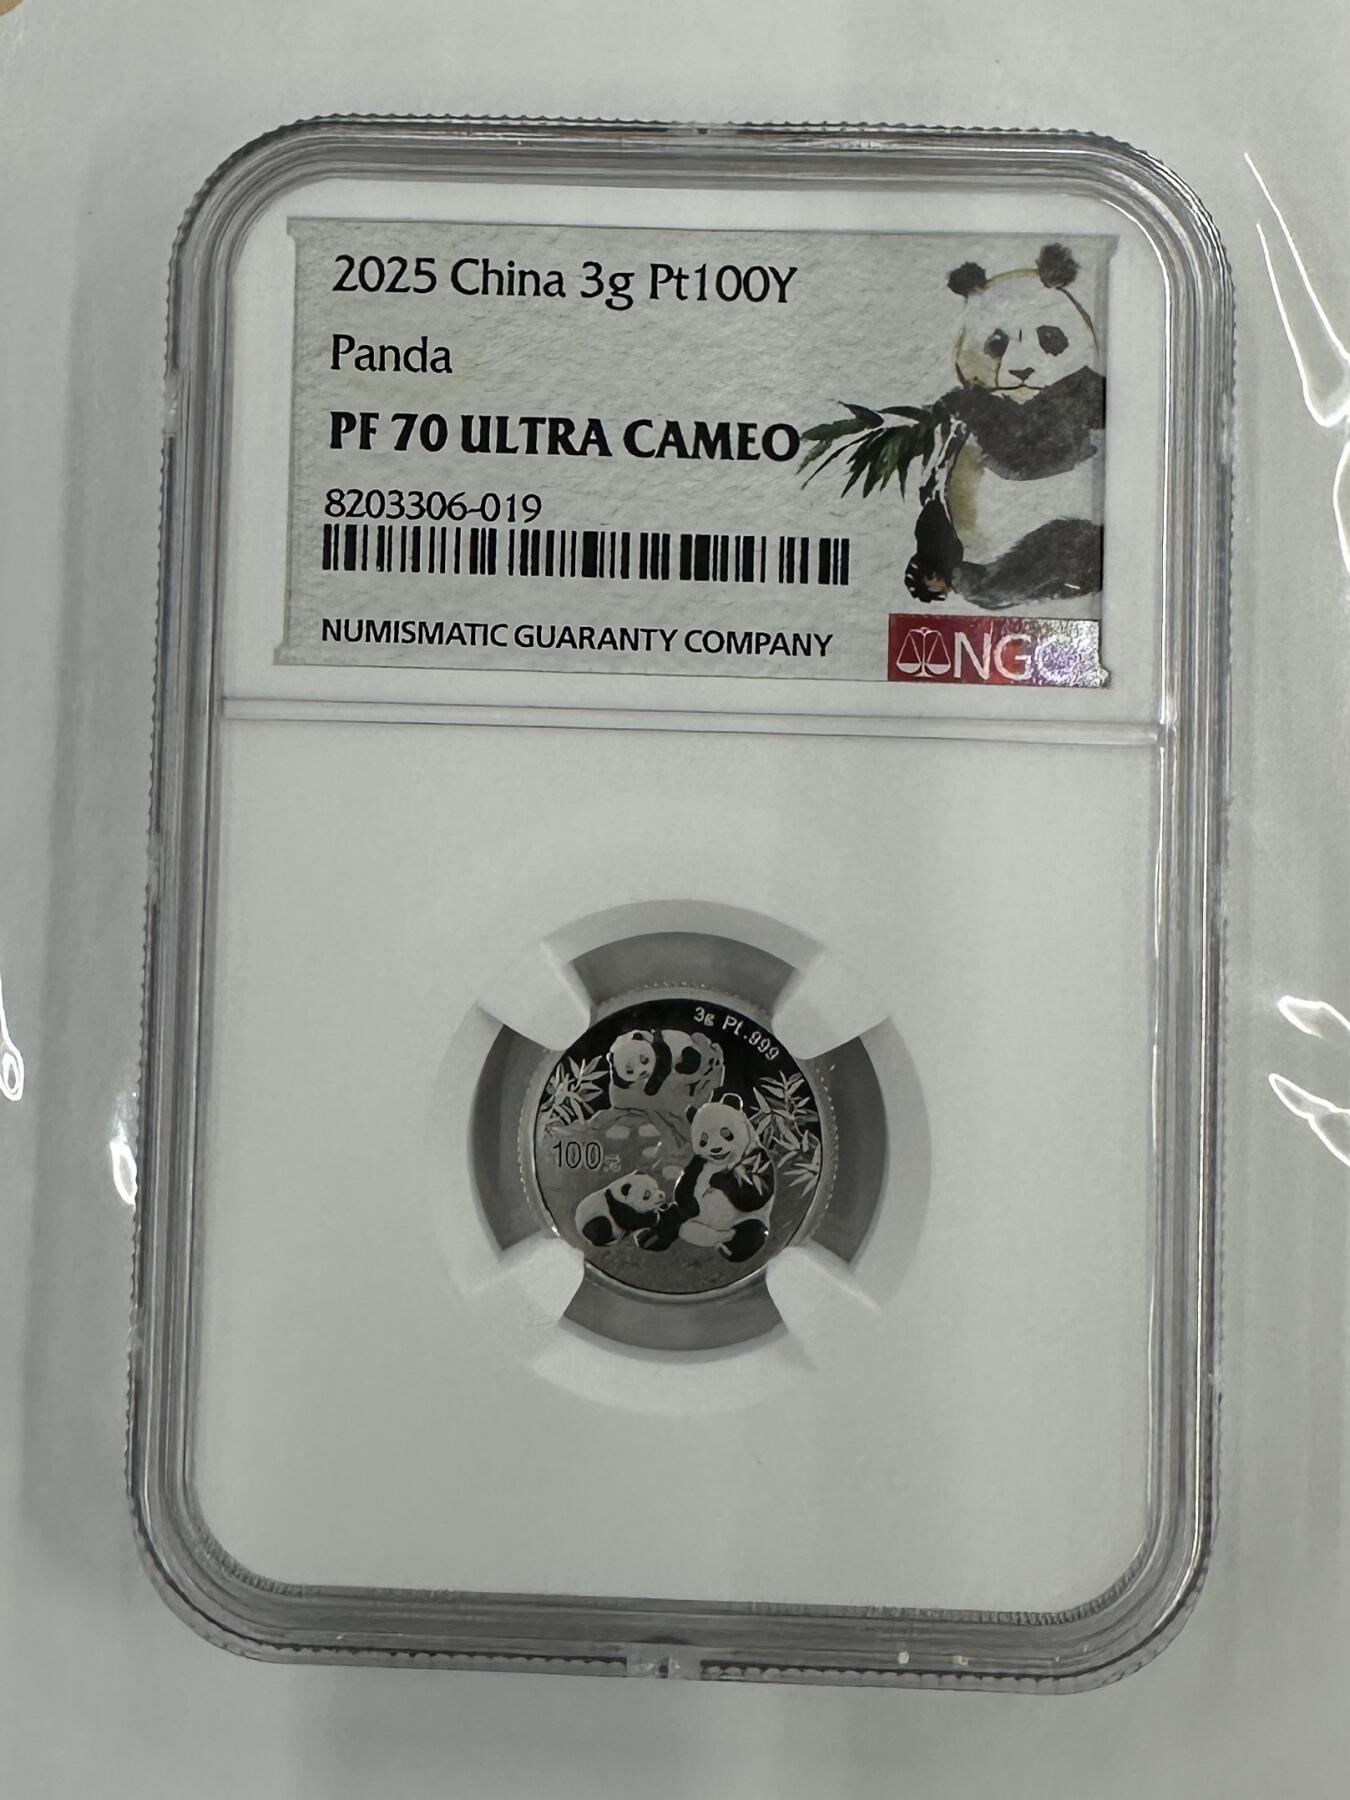 2025 China 3g Pt100Y
Panda
PF 70 ULTRA CAMEO
8203306-019
NUMISMATIC GUARANTY COMPANY
NGC
3g Pt.999
100元